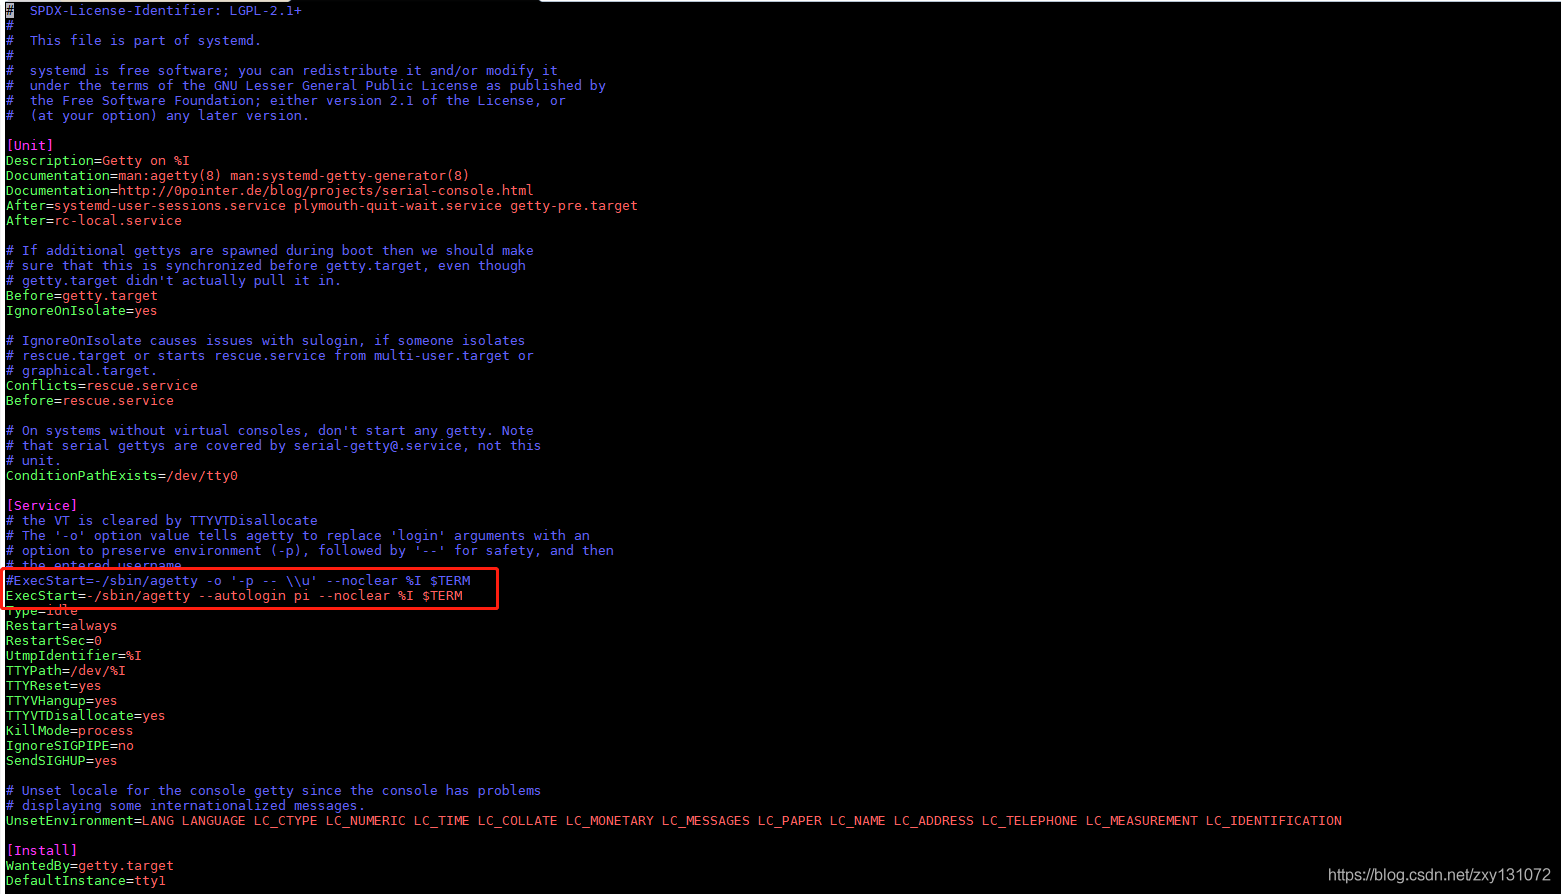 #  SPDX-License-Identifier: LGPL-2.1+
#
#  This file is part of systemd.
#
#  systemd is free software; you can redistribute it and/or modify it
#  under the terms of the GNU Lesser General Public License as published by
#  the Free Software Foundation; either version 2.1 of the License, or
#  (at your option) any later version.
[Unit]
Description=Getty on %I
Documentation=man:agetty(8) man:systemd-getty-generator(8)
Documentation=http://0pointer.de/blog/projects/serial-console.html
After=systemd-user-sessions.service plymouth-quit-wait.service getty-pre.target
After=rc-local.service
# If additional gettys are spawned during boot then we should make
# sure that this is synchronized before getty.target, even though
# getty.target didn't actually pull it in.
Before=getty.target
IgnoreOnIsolate=yes
# IgnoreOnIsolate causes issues with sulogin, if someone isolates
# rescue.target or starts rescue.service from multi-user.target or
# graphical.target.
Conflicts=rescue.service
Before=rescue.service
# On systems without virtual consoles, don't start any getty. Note
# that serial gettys are covered by serial-getty@.service, not this
# unit.
ConditionPathExists=/dev/tty0
[Service]
# the VT is cleared by TTYVTDisallocate
# The '-o' option value tells agetty to replace 'login' arguments with an
# option to preserve environment (-p), followed by '--' for safety, and then
# the entered username.
#ExecStart=-/sbin/agetty -o '-p -- \\u' --noclear %I $TERM
ExecStart=-/sbin/agetty --autologin pi --noclear %I $TERM
Type=idle
Restart=always
RestartSec=0
UtmpIdentifier=%I
TTYPath=/dev/%I
TTYReset=yes
TTYVHangup=yes
TTYVTDisallocate=yes
KillMode=process
IgnoreSIGPIPE=no
SendSIGHUP=yes
# Unset locale for the console getty since the console has problems
# displaying some internationalized messages.
UnsetEnvironment=LANG LANGUAGE LC_CTYPE LC_NUMERIC LC_TIME LC_COLLATE LC_MONETARY LC_MESSAGES LC_PAPER LC_NAME LC_ADDRESS LC_TELEPHONE LC_MEASUREMENT LC_IDENTIFICATION
[Install]
WantedBy=getty.target
DefaultInstance=tty1
https://blog.csdn.net/zxy131072